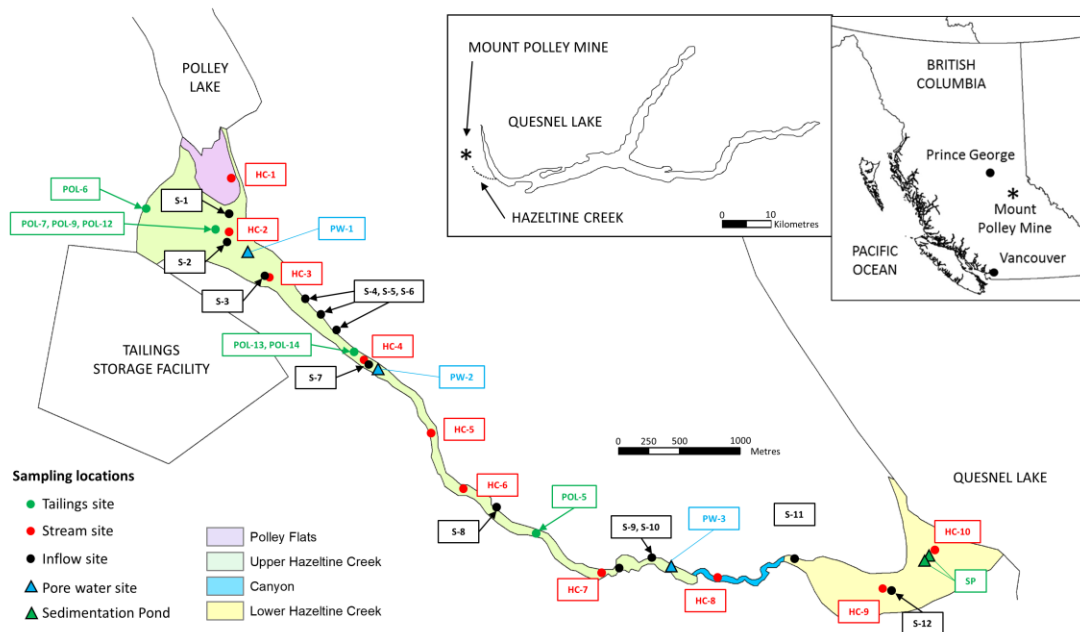 POLLEY
LAKE
HC-1
POL-6
S-1
POL-7, POL-9, POL-12
HC-2
PW-1
S-2
HC-3
S-3
S-4, S-5, S-6
TAILINGS
STORAGE FACILITY
POL-13, POL-14
HC-4
S-7
PW-2
HC-5
HC-6
S-8
POL-5
S-9, S-10
PW-3
S-11
HC-7
HC-8
QUESNEL LAKE
HC-10
SP
HC-9
S-12
0 250 500 1000
Metres
MOUNT POLLEY MINE
*
QUESNEL LAKE
HAZELTINE CREEK
0 10
Kilometres
BRITISH
COLUMBIA
Prince George
*
Mount
Polley Mine
PACIFIC
OCEAN
Vancouver
Sampling locations
Tailings site
Stream site
Inflow site
Pore water site
Sedimentation Pond
Polley Flats
Upper Hazeltine Creek
Canyon
Lower Hazeltine Creek